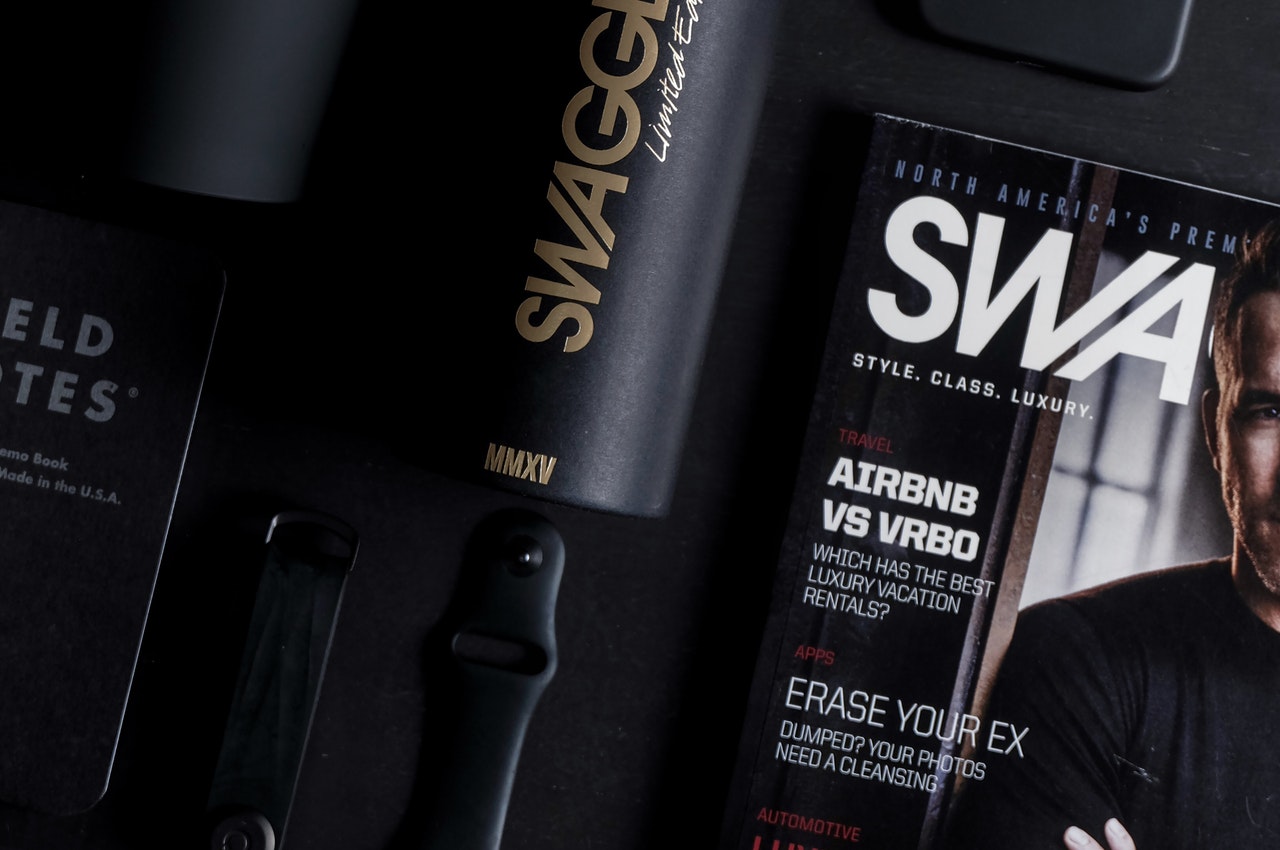 SWAGG
Limited
MMXV
ELD
OTES®
emo Book
Made in the U.S.A.
NORTH AMERICA'S PREM
SWA
STYLE. CLASS. LUXURY.
TRAVEL
AIRBNB
VS VRBO
WHICH HAS THE BEST
LUXURY VACATION
RENTALS?
APPS
ERASE YOUR EX
DUMPED? YOUR PHOTOS
NEED A CLEANSING
AUTOMOTIVE